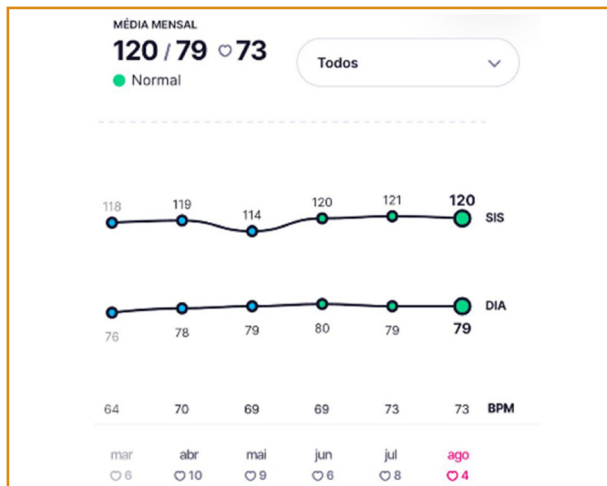 MÉDIA MENSAL
120 / 79 ♡ 73
Normal
Todos
118 119 114 120 121 120 SIS
DIA
76 78 79 80 79 79
64 70 69 69 73 73 BPM
mar abr mai jun jul ago
♡ 6 ♡ 10 ♡ 9 ♡ 6 ♡ 8 ♡ 4